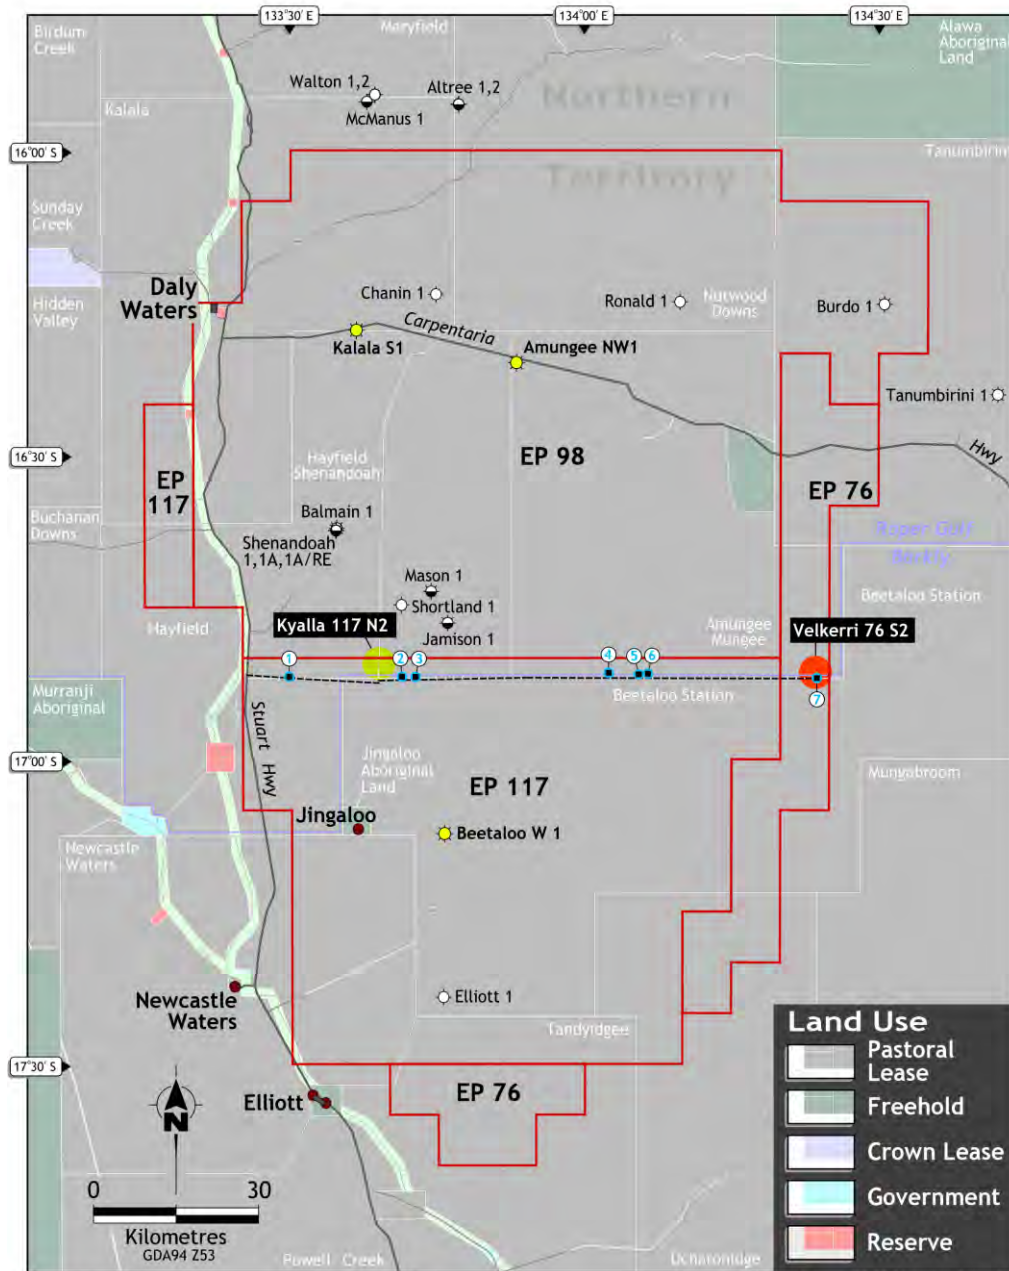 133°30' E
134°00' E
134°30' E
Birdum
Creek
Maryfield
Alawa
Aboriginal
Land
Walton 1,2
Altree 1,2
McManus 1
Kalala
Northern
Territory
16°00' S
Tanumbirini
Sunday
Creek
Daly
Waters
Hidden
Valley
Chanin 1
Ronald 1
Nutwood
Downs
Burdo 1
Carpentaria
Kalala S1
Amungee NW1
Tanumbirini 1
Hwy
16°30' S
EP
117
Hayfield
Shenandoah
EP 98
EP 76
Buchanan
Downs
Balmain 1
Shenandoah
1,1A,1A/RE
Roper Gulf
Barkly
Mason 1
Shortland 1
Jamison 1
Beetaloo Station
Hayfield
Kyalla 117 N2
Amungee
Mungee
Velkerri 76 S2
1
2
3
4
5
6
7
Beetaloo Station
Murranji
Aboriginal
Stuart Hwy
17°00' S
Jingaloo
Aboriginal
Land
Mungabroom
EP 117
Jingaloo
Beetaloo W 1
Newcastle
Waters
Newcastle
Waters
Elliott 1
Tandyidgee
17°30' S
Elliott
EP 76
N
0
30
Kilometres
GDA94 Z53
Powell Creek
Ucharonidge
Land Use
Pastoral
Lease
Freehold
Crown Lease
Government
Reserve